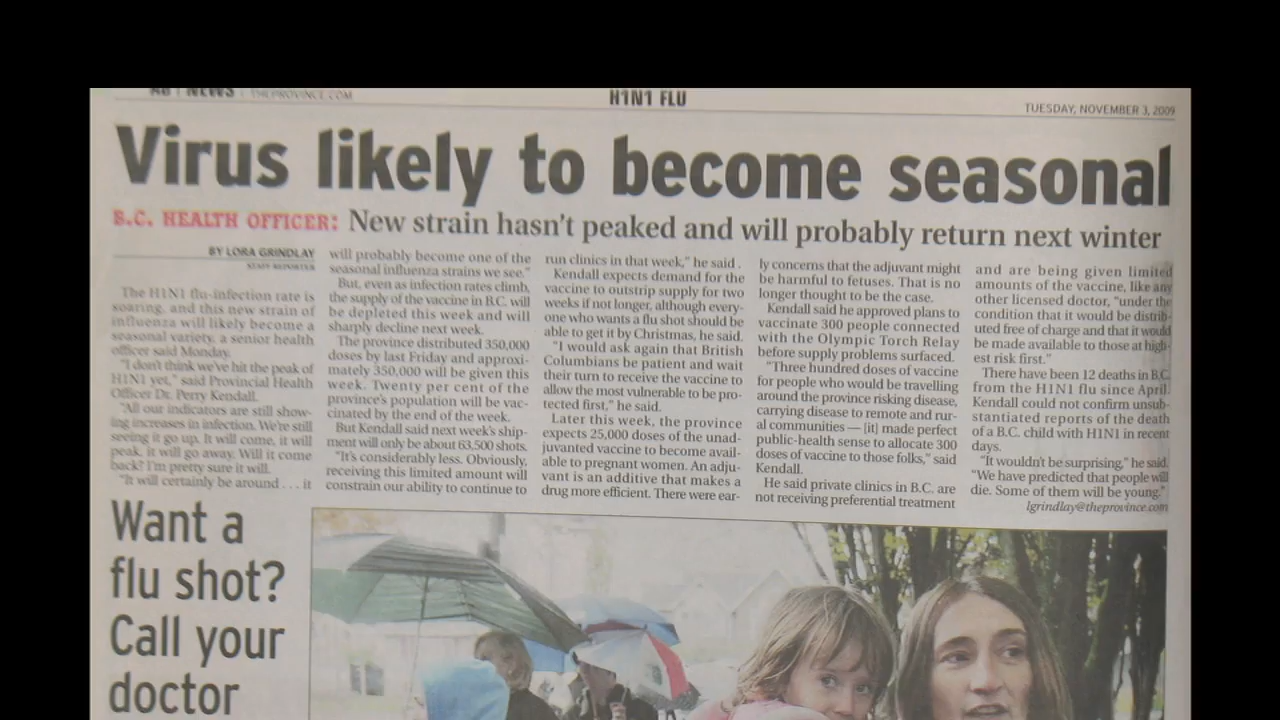 A6 | NEWS | THEPROVINCE.COM
H1N1 FLU
TUESDAY, NOVEMBER 3, 2009
Virus likely to become seasonal
B.C. HEALTH OFFICER: New strain hasn't peaked and will probably return next winter
BY LORA GRINDLAY
STAFF REPORTER
The H1N1 flu-infection rate is
soaring, and this new strain of
influenza will likely become a
seasonal variety, a senior health
officer said Monday.
"I don't think we've hit the peak of
H1N1 yet," said Provincial Health
Officer Dr. Perry Kendall.
"All our indicators are still show-
ing increases in infection. We're still
seeing it go up. It will come, it will
peak, it will go away. Will it come
back? I'm pretty sure it will.
"It will certainly be around . . . it
will probably become one of the
seasonal influenza strains we see."
But, even as infection rates climb,
the supply of the vaccine in B.C. will
be depleted this week and will
sharply decline next week.
The province distributed 350,000
doses by last Friday and approxi-
mately 350,000 will be given this
week. Twenty per cent of the
province's population will be vac-
cinated by the end of the week.
But Kendall said next week's ship-
ment will only be about 63,500 shots.
"It's considerably less. Obviously,
receiving this limited amount will
constrain our ability to continue to
run clinics in that week," he said.
Kendall expects demand for the
vaccine to outstrip supply for two
weeks if not longer, although every-
one who wants a flu shot should be
able to get it by Christmas, he said.
"I would ask again that British
Columbians be patient and wait
their turn to receive the vaccine to
allow the most vulnerable to be pro-
tected first," he said.
Later this week, the province
expects 25,000 doses of the unad-
juvanted vaccine to become avail-
able to pregnant women. An adju-
vant is an additive that makes a
drug more efficient. There were ear-
ly concerns that the adjuvant might
be harmful to fetuses. That is no
longer thought to be the case.
Kendall said he approved plans to
vaccinate 300 people connected
with the Olympic Torch Relay
before supply problems surfaced.
"Three hundred doses of vaccine
for people who would be travelling
around the province risking disease,
carrying disease to remote and rur-
al communities — [it] made perfect
public-health sense to allocate 300
doses of vaccine to those folks," said
Kendall.
He said private clinics in B.C. are
not receiving preferential treatment
and are being given limited
amounts of the vaccine, like any
other licensed doctor, "under the
condition that it would be distrib-
uted free of charge and that it would
be made available to those at high-
est risk first."
There have been 12 deaths in B.C.
from the H1N1 flu since April.
Kendall could not confirm unsub-
stantiated reports of the death
of a B.C. child with H1N1 in recent
days.
"It wouldn't be surprising," he said.
"We have predicted that people will
die. Some of them will be young."
lgrindlay@theprovince.com
Want a
flu shot?
Call your
doctor